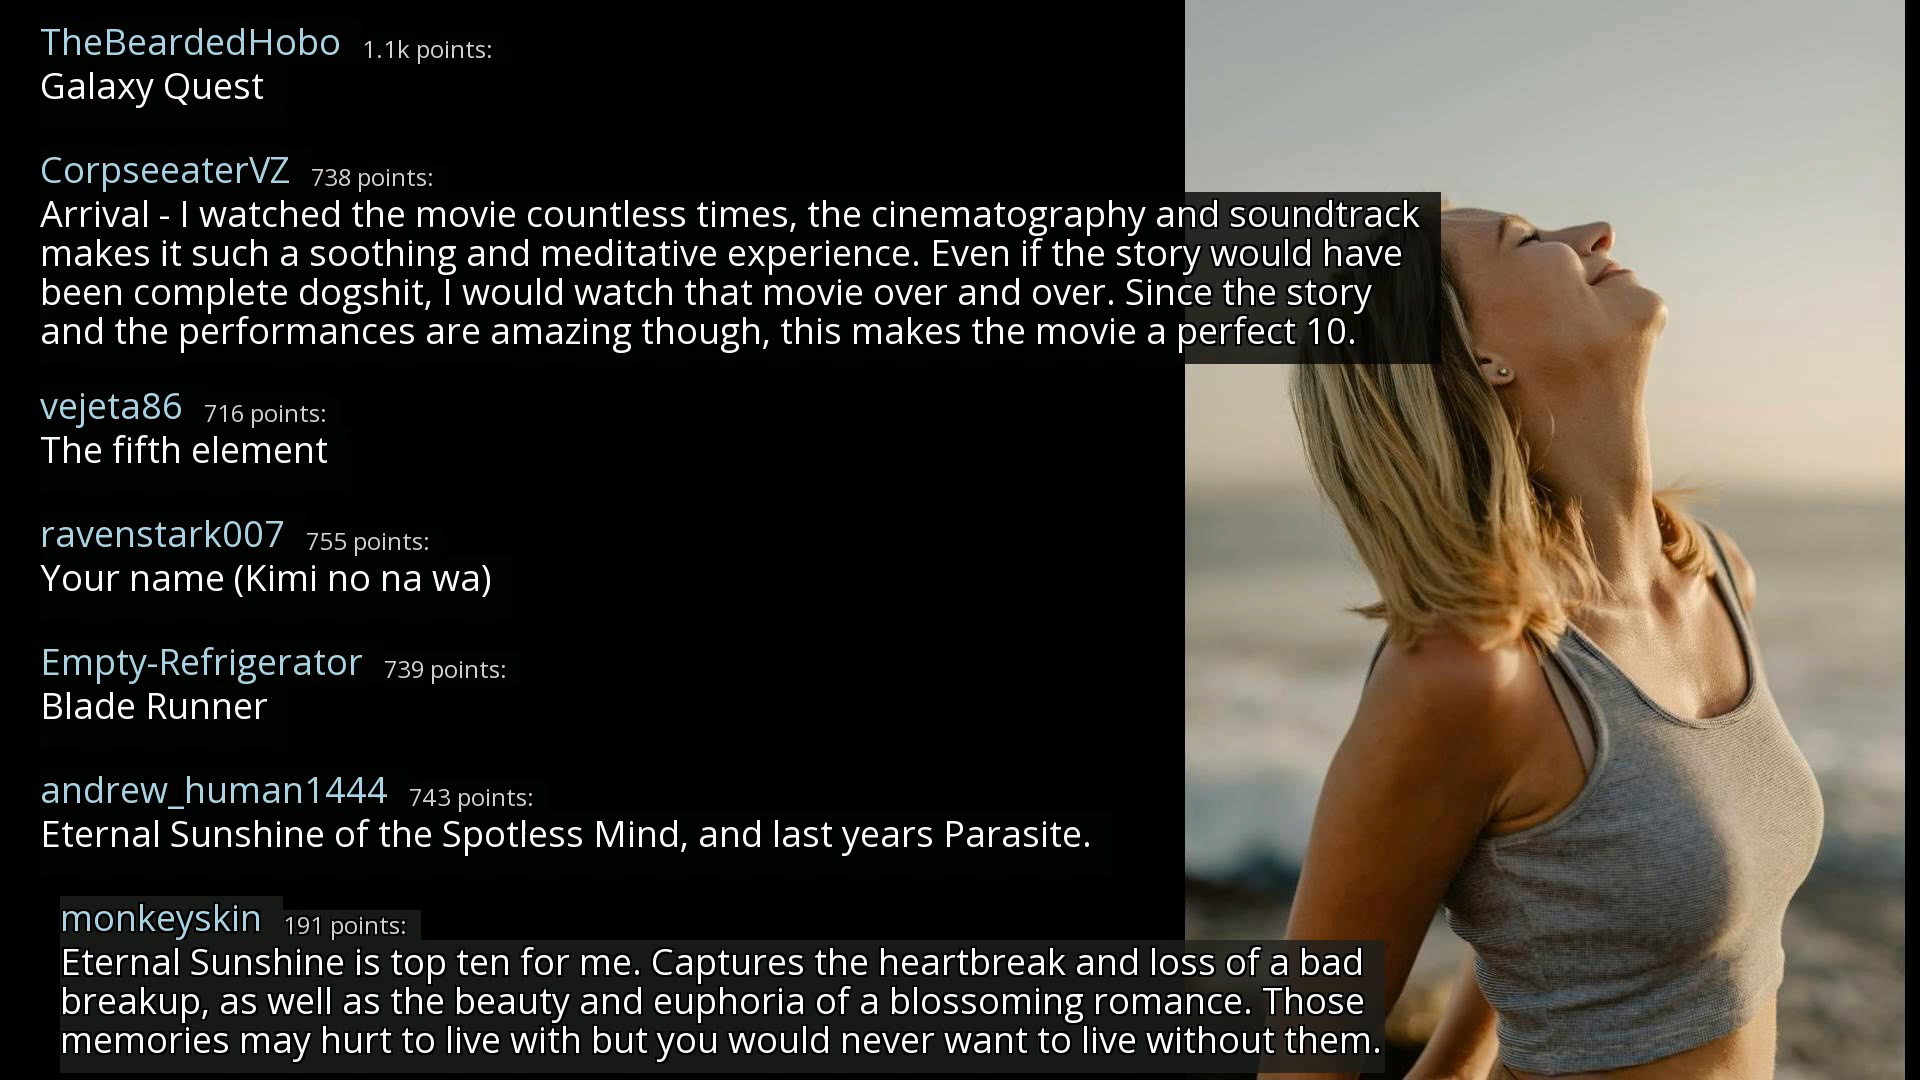 TheBeardedHobo 1.1k points:
Galaxy Quest
CorpseeaterVZ 738 points:
Arrival - I watched the movie countless times, the cinematography and soundtrack
makes it such a soothing and meditative experience. Even if the story would have
been complete dogshit, I would watch that movie over and over. Since the story
and the performances are amazing though, this makes the movie a perfect 10.
vejeta86 716 points:
The fifth element
ravenstark007 755 points:
Your name (Kimi no na wa)
Empty-Refrigerator 739 points:
Blade Runner
andrew_human1444 743 points:
Eternal Sunshine of the Spotless Mind, and last years Parasite.
monkeyskin 191 points:
Eternal Sunshine is top ten for me. Captures the heartbreak and loss of a bad
breakup, as well as the beauty and euphoria of a blossoming romance. Those
memories may hurt to live with but you would never want to live without them.